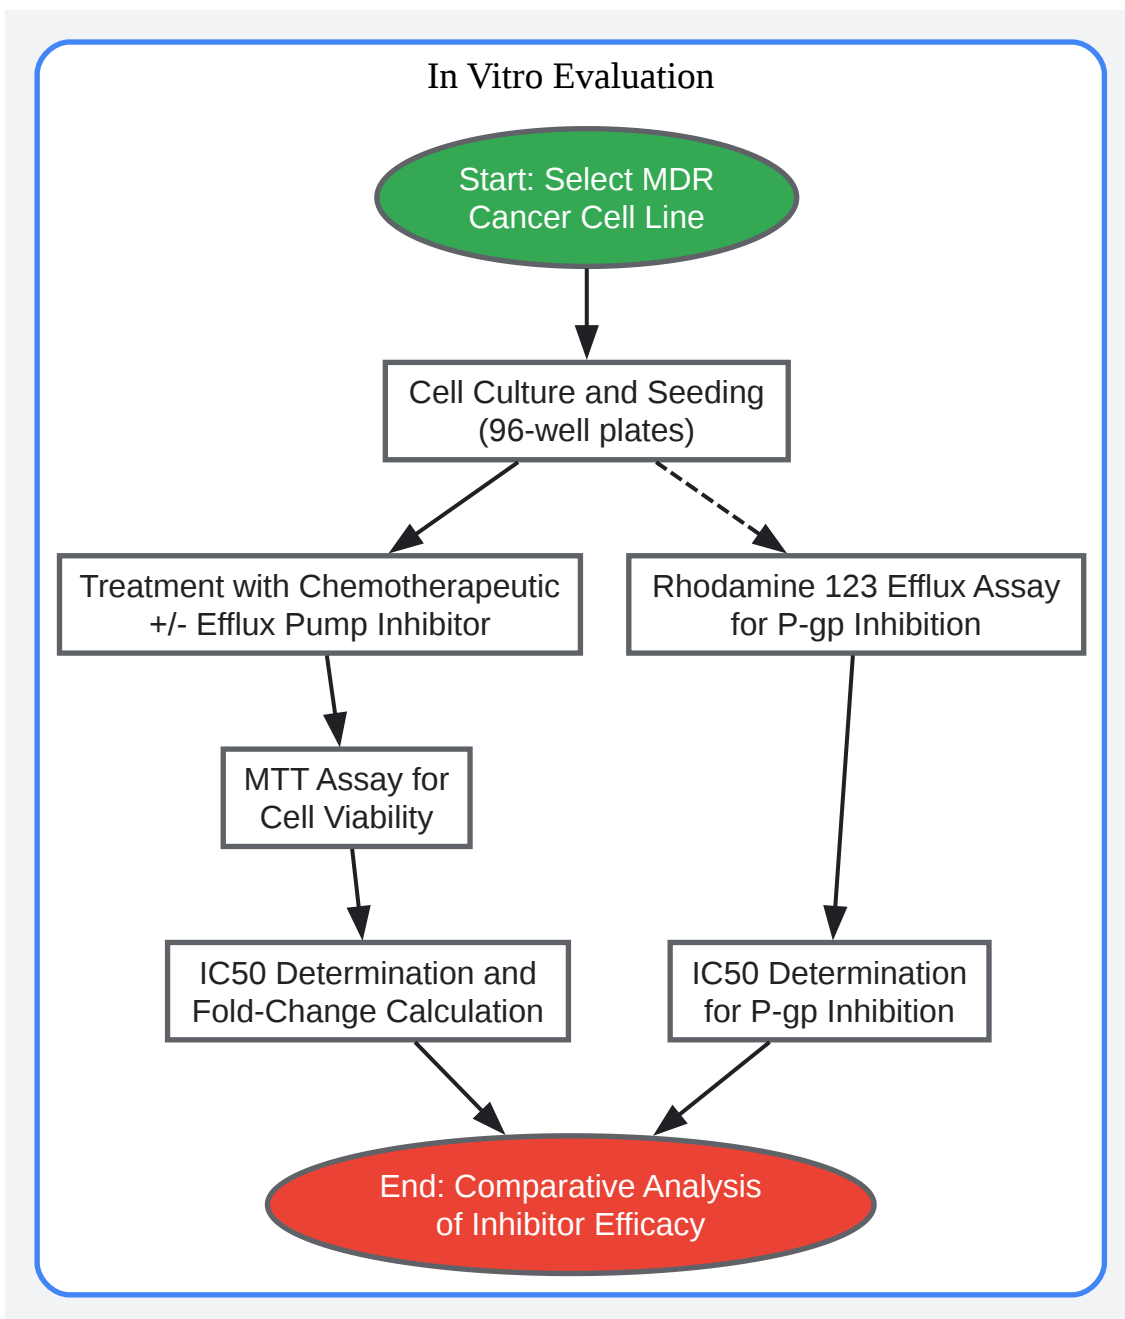 In Vitro Evaluation
Start: Select MDR
Cancer Cell Line
Cell Culture and Seeding
(96-well plates)
Treatment with Chemotherapeutic
+/- Efflux Pump Inhibitor
Rhodamine 123 Efflux Assay
for P-gp Inhibition
MTT Assay for
Cell Viability
IC50 Determination and
Fold-Change Calculation
IC50 Determination
for P-gp Inhibition
End: Comparative Analysis
of Inhibitor Efficacy